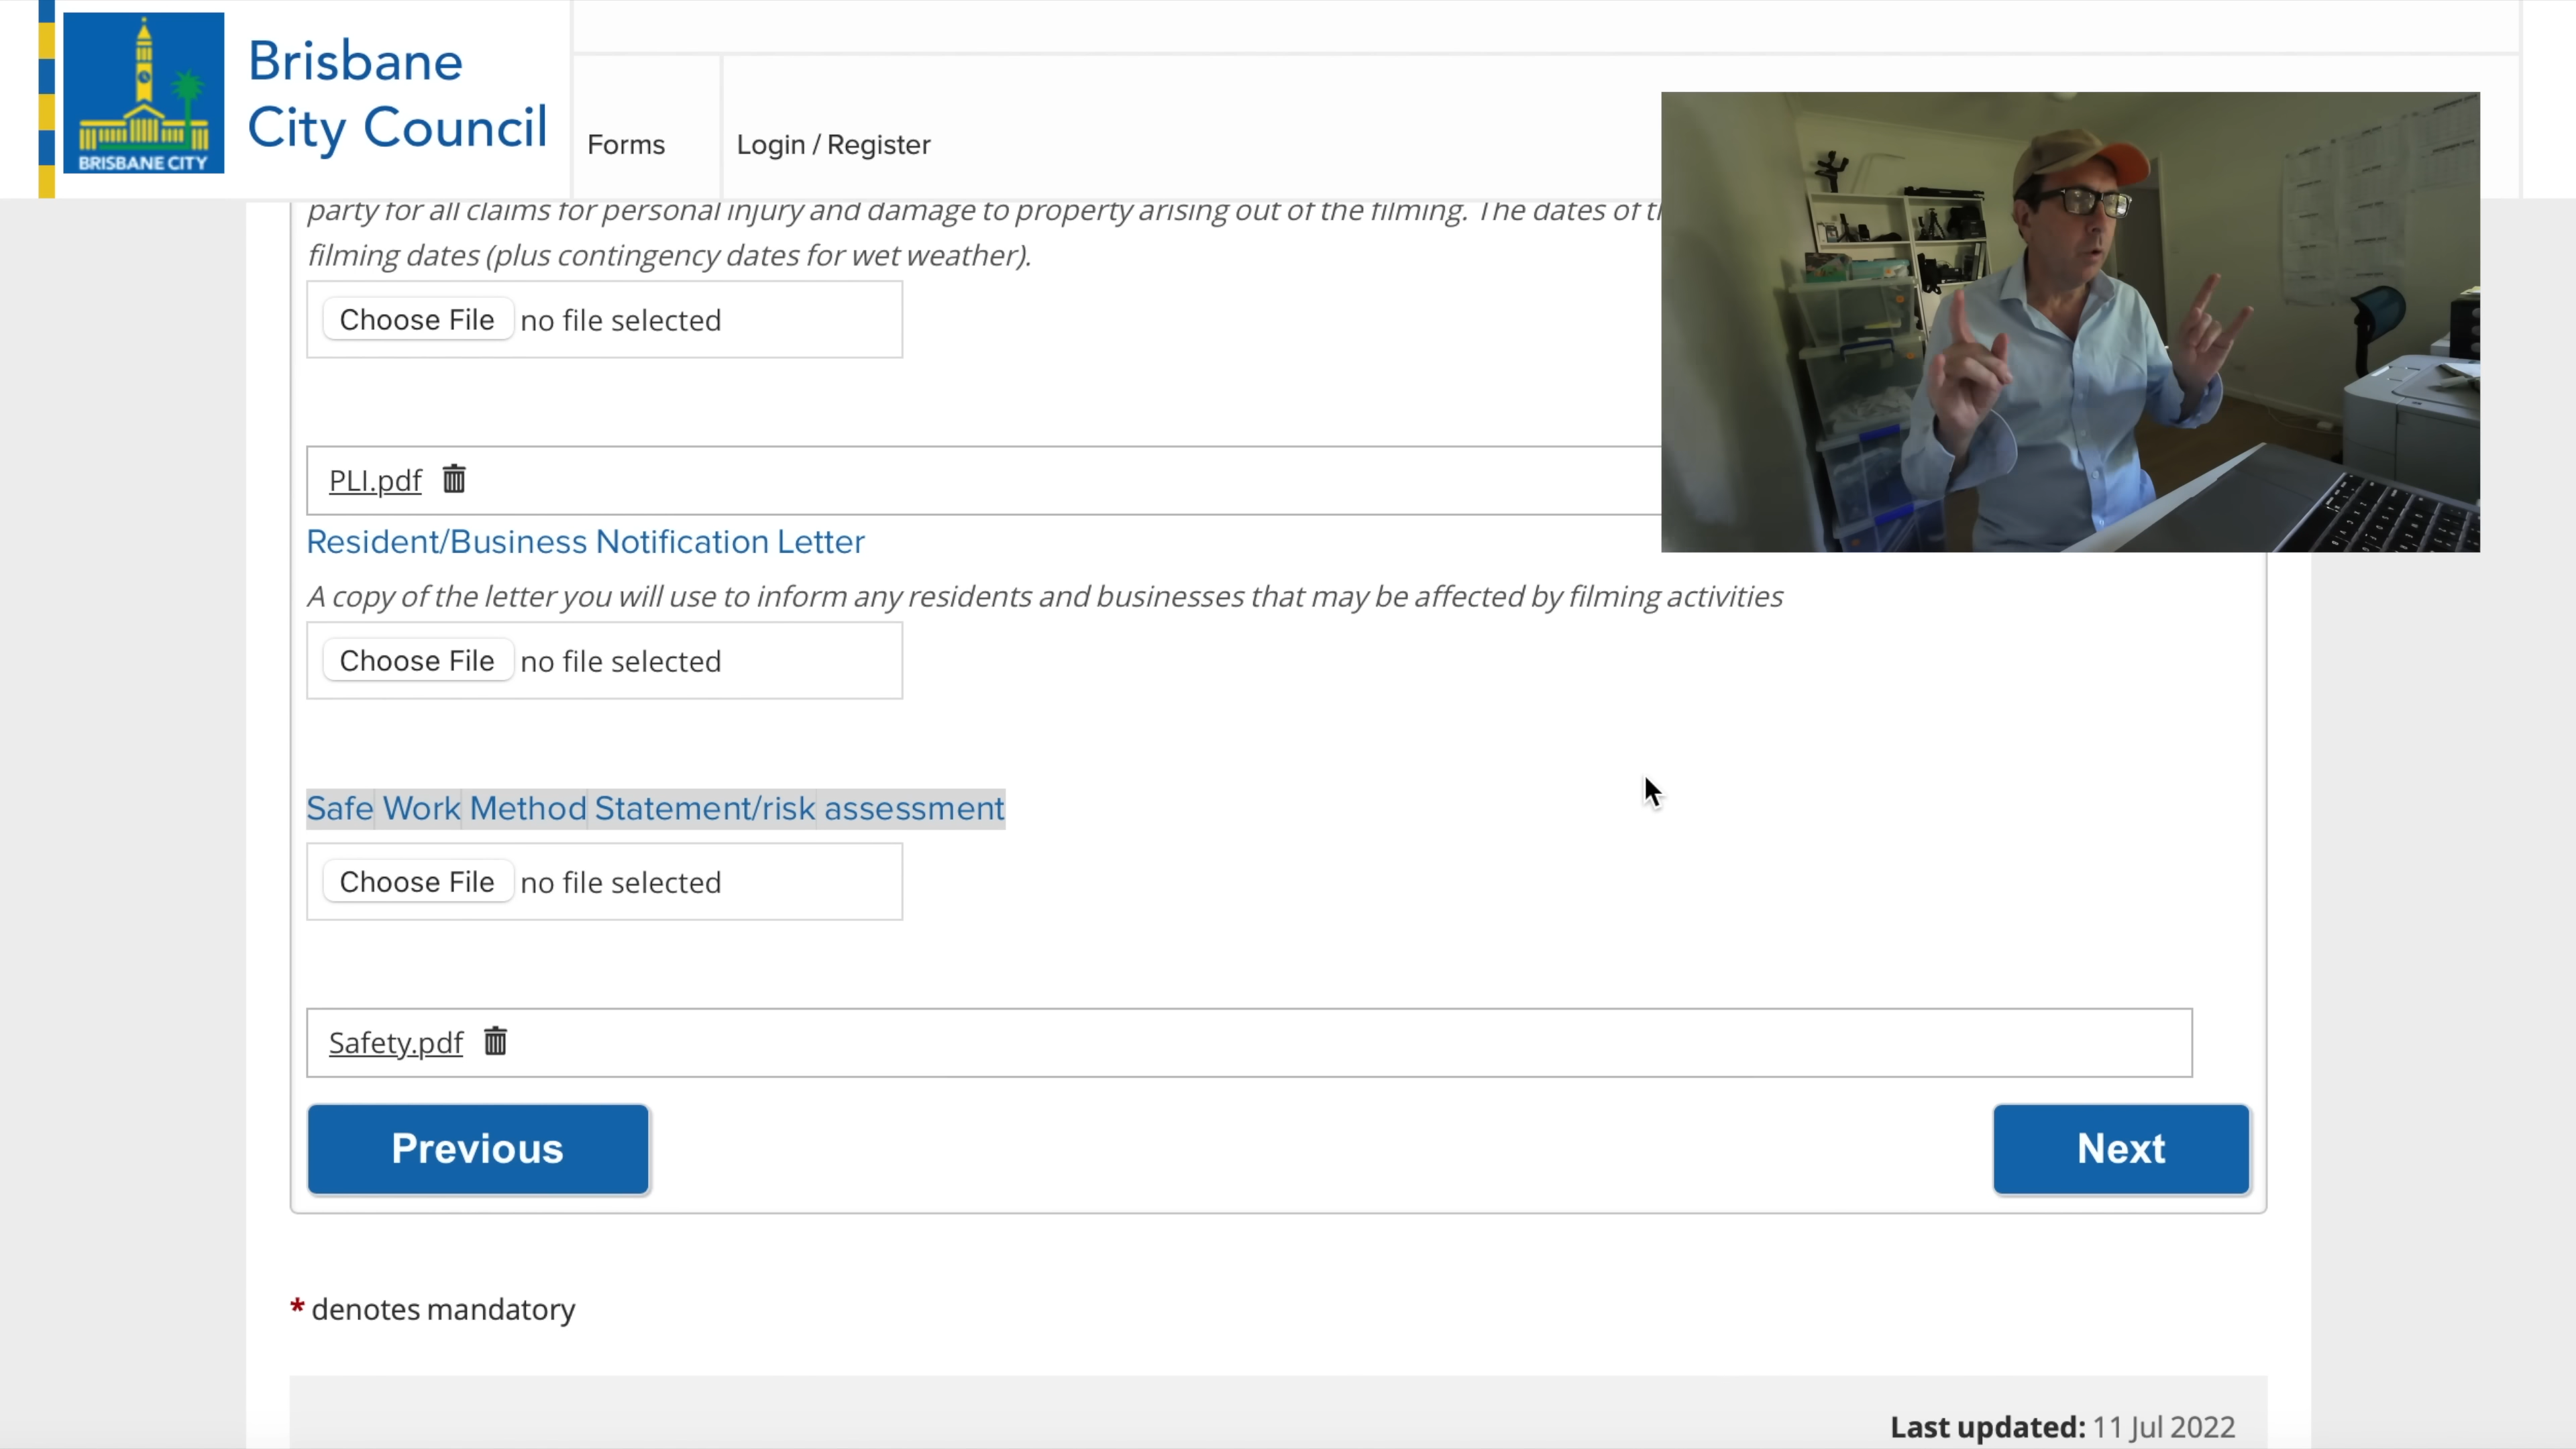 BRISBANE CITY
Brisbane
City Council
Forms
Login / Register
party for all claims for personal injury and damage to property arising out of the filming. The dates of
filming dates (plus contingency dates for wet weather).
Choose File no file selected
PLI.pdf
Resident/Business Notification Letter
A copy of the letter you will use to inform any residents and businesses that may be affected by filming activities
Choose File no file selected
Safe Work Method Statement/risk assessment
Choose File no file selected
Safety.pdf
Previous
Next
* denotes mandatory
Last updated: 11 Jul 2022